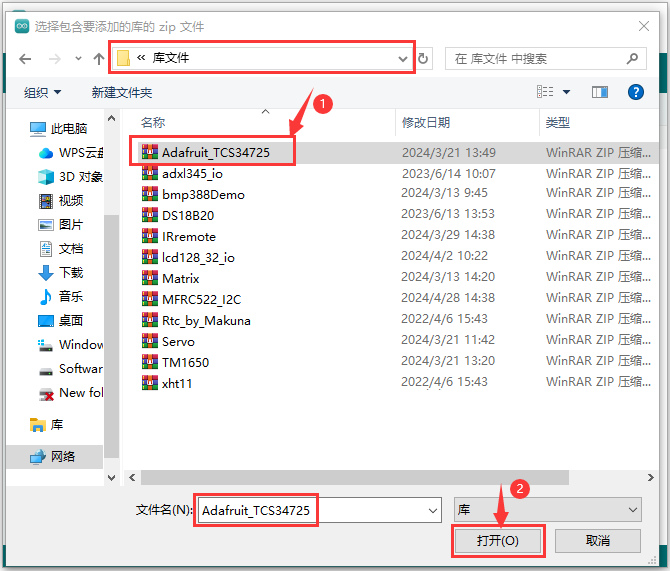 选择包含要添加的库的 zip 文件
« 库文件
在 库文件 中搜索
组织
新建文件夹
1
名称
修改日期
类型
此电脑
WPS云盘
3D 对象
视频
图片
文档
下载
音乐
桌面
Window
Software
New fol
库
网络
Adafruit_TCS34725 2024/3/21 13:49 WinRAR ZIP 压缩...
adxl345_io 2023/6/14 10:07 WinRAR ZIP 压缩...
bmp388Demo 2024/3/13 9:45 WinRAR ZIP 压缩...
DS18B20 2023/6/13 13:53 WinRAR ZIP 压缩...
IRremote 2024/3/29 14:38 WinRAR ZIP 压缩...
lcd128_32_io 2024/4/2 10:22 WinRAR ZIP 压缩...
Matrix 2024/3/13 14:20 WinRAR ZIP 压缩...
MFRC522_I2C 2024/4/28 14:38 WinRAR ZIP 压缩...
Rtc_by_Makuna 2022/4/6 15:43 WinRAR ZIP 压缩...
Servo 2024/3/21 11:42 WinRAR ZIP 压缩...
TM1650 2024/3/21 13:20 WinRAR ZIP 压缩...
xht11 2022/4/6 15:43 WinRAR ZIP 压缩...
2
文件名(N):
Adafruit_TCS34725
库
打开(O)
取消